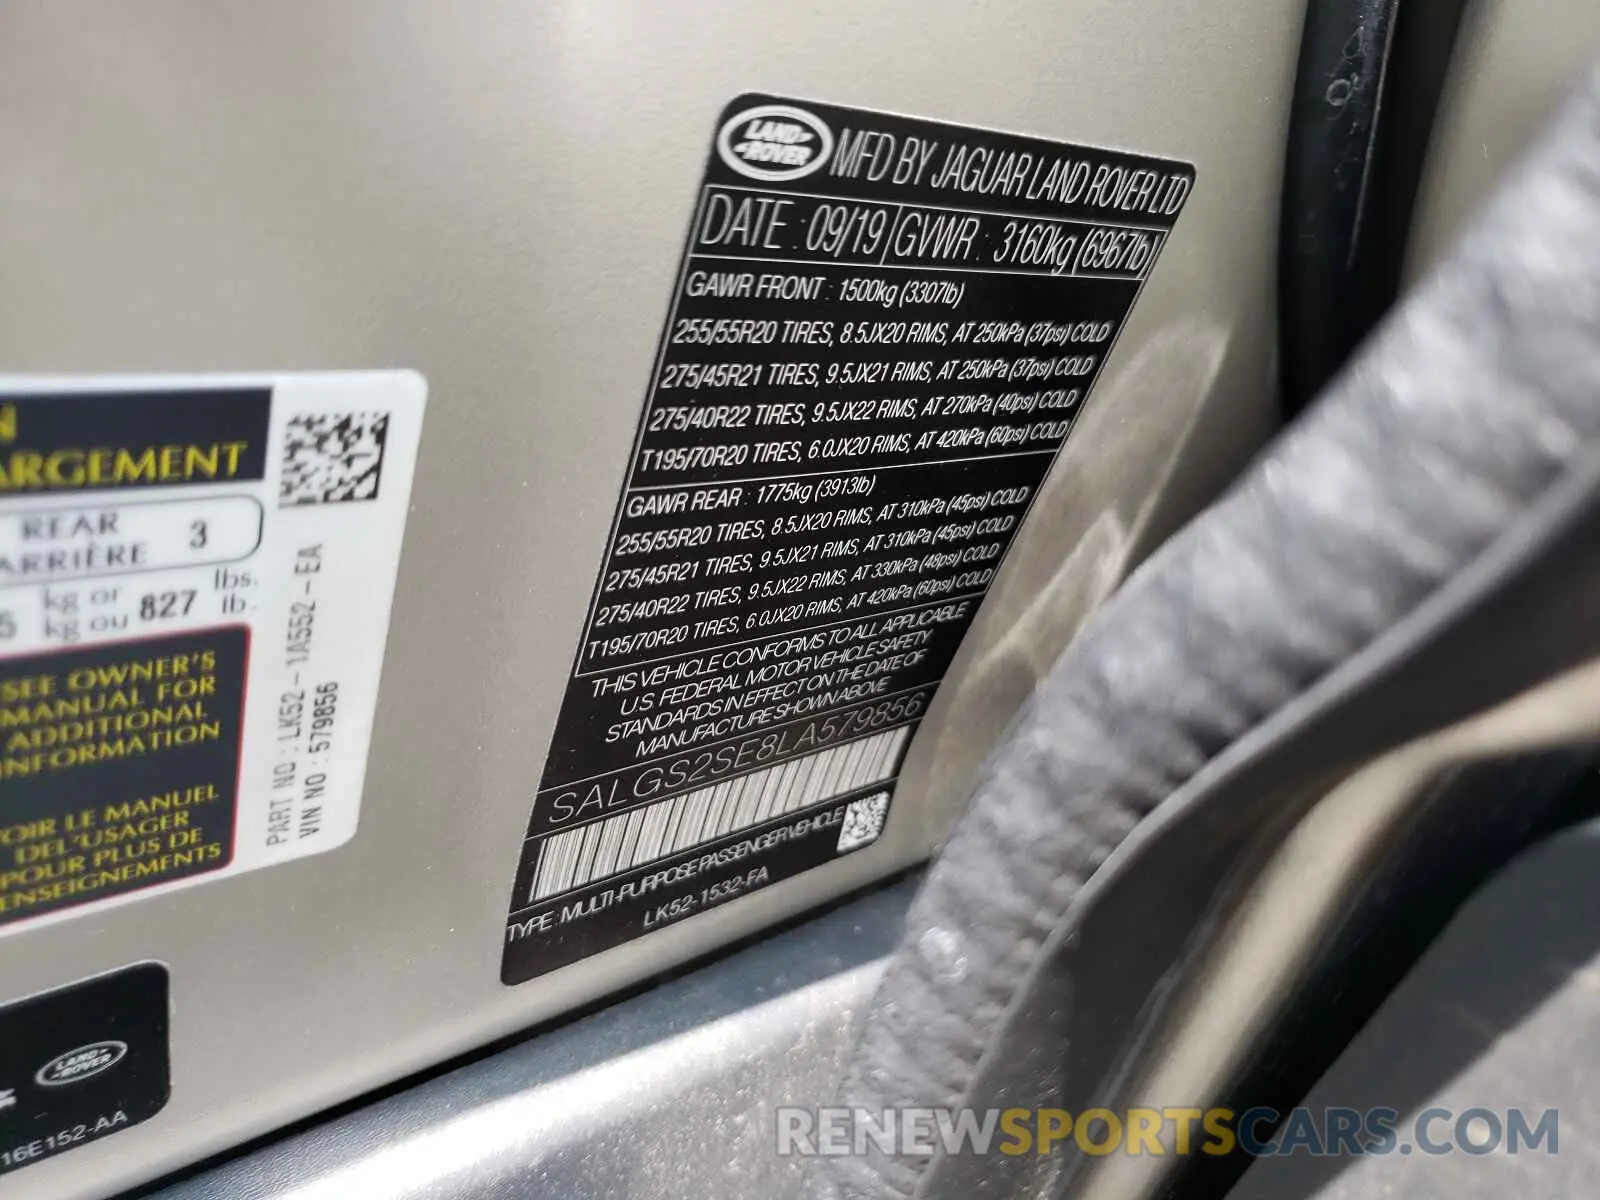 LAND ROVER
MFD BY JAGUAR LAND ROVER LTD
DATE : 09/19 GVWR : 3160kg (6967lb)
GAWR FRONT : 1500kg (3307lb)
255/55R20 TIRES, 8.5JX20 RIMS, AT 250kPa (37psi) COLD
275/45R21 TIRES, 9.5JX21 RIMS, AT 250kPa (37psi) COLD
275/40R22 TIRES, 9.5JX22 RIMS, AT 270kPa (40psi) COLD
T195/70R20 TIRES, 6.0JX20 RIMS, AT 420kPa (60psi) COLD
GAWR REAR : 1775kg (3913lb)
255/55R20 TIRES, 8.5JX20 RIMS, AT 310kPa (45psi) COLD
275/45R21 TIRES, 9.5JX21 RIMS, AT 310kPa (45psi) COLD
275/40R22 TIRES, 9.5JX22 RIMS, AT 330kPa (48psi) COLD
T195/70R20 TIRES, 6.0JX20 RIMS, AT 420kPa (60psi) COLD
THIS VEHICLE CONFORMS TO ALL APPLICABLE
U.S. FEDERAL MOTOR VEHICLE SAFETY
STANDARDS IN EFFECT ON THE DATE OF
MANUFACTURE SHOWN ABOVE
SALGS2SE8LA579856
TYPE : MULTI-PURPOSE PASSENGER VEHICLE
LK52-1532-FA
N
ARGEMENT
REAR
ARRIÈRE 3
5 kg or 827 lbs.
kg ou lb.
SEE OWNER'S
MANUAL FOR
ADDITIONAL
INFORMATION
VOIR LE MANUEL
DEL'USAGER
POUR PLUS DE
ENSEIGNEMENTS
PART NO : LK52-1A552-EA
VIN NO : 579856
LAND ROVER
16E152-AA
RENEWSPORTSCARS.COM